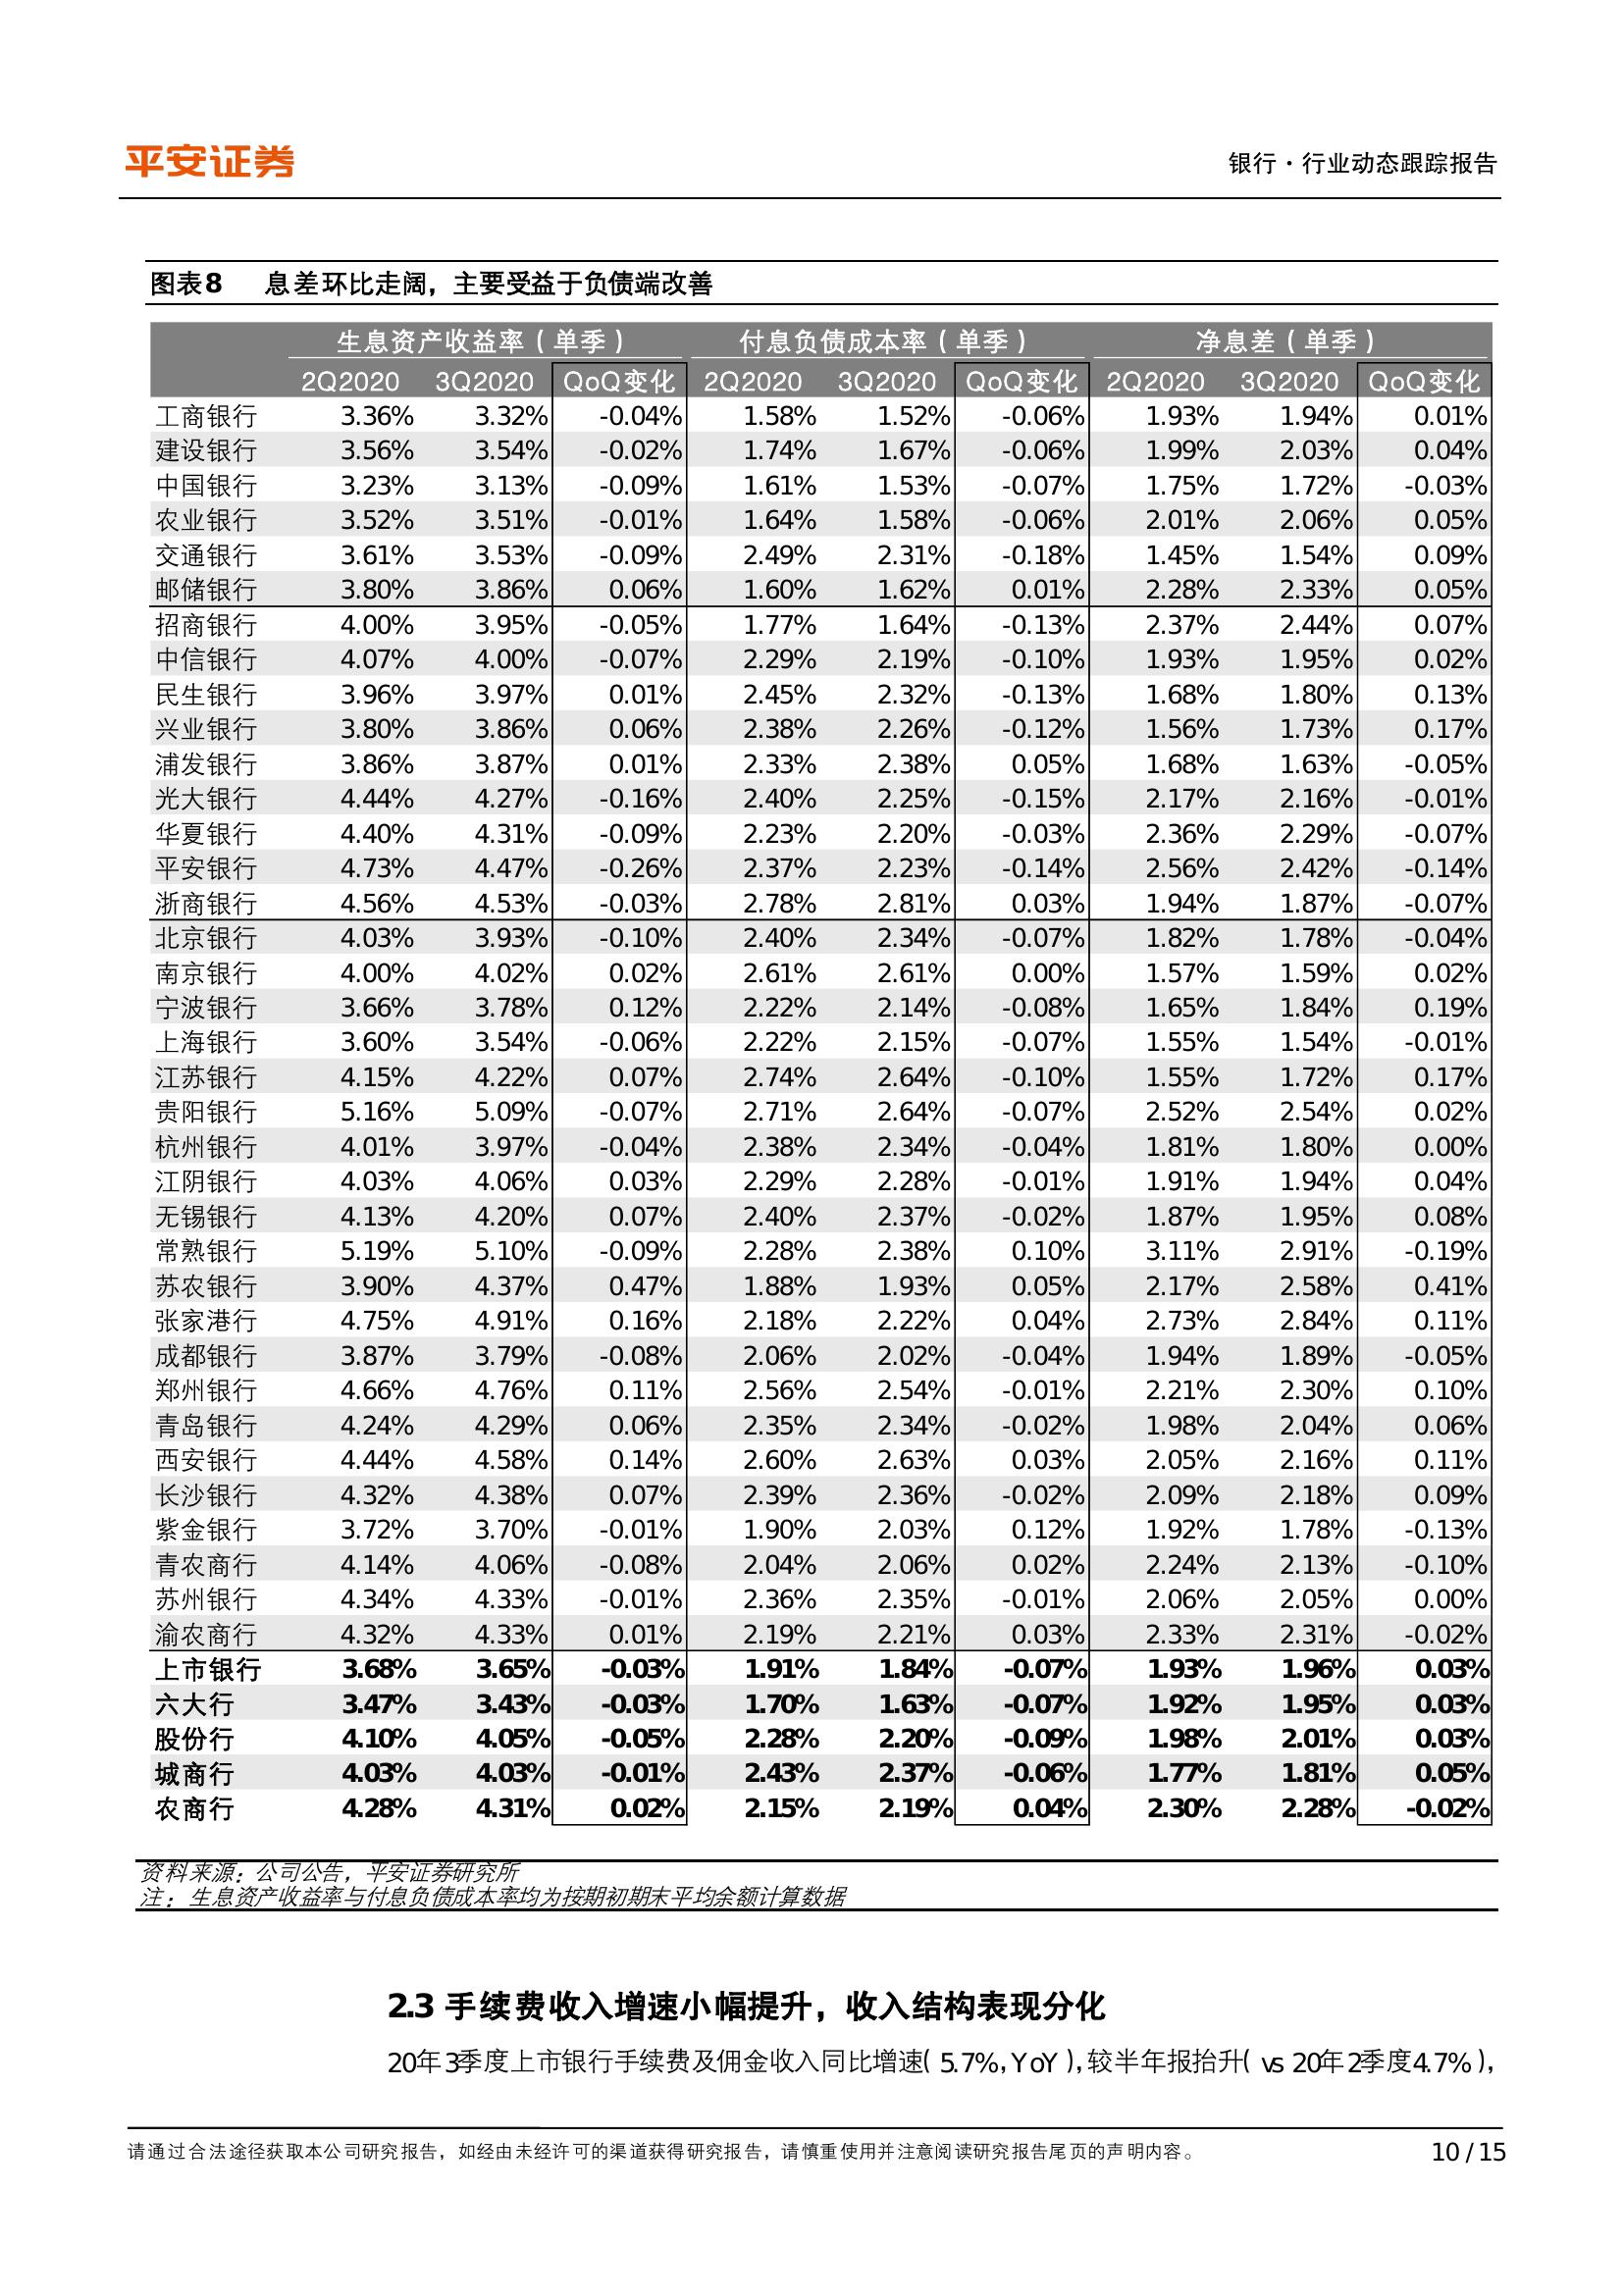 平安证券
银行·行业动态跟踪报告
图表8 息差环比走阔，主要受益于负债端改善
生息资产收益率（单季） 付息负债成本率（单季） 净息差（单季）
2Q2020 3Q2020 QoQ变化 2Q2020 3Q2020 QoQ变化 2Q2020 3Q2020 QoQ变化
工商银行 3.36% 3.32% -0.04% 1.58% 1.52% -0.06% 1.93% 1.94% 0.01%
建设银行 3.56% 3.54% -0.02% 1.74% 1.67% -0.06% 1.99% 2.03% 0.04%
中国银行 3.23% 3.13% -0.09% 1.61% 1.53% -0.07% 1.75% 1.72% -0.03%
农业银行 3.52% 3.51% -0.01% 1.64% 1.58% -0.06% 2.01% 2.06% 0.05%
交通银行 3.61% 3.53% -0.09% 2.49% 2.31% -0.18% 1.45% 1.54% 0.09%
邮储银行 3.80% 3.86% 0.06% 1.60% 1.62% 0.01% 2.28% 2.33% 0.05%
招商银行 4.00% 3.95% -0.05% 1.77% 1.64% -0.13% 2.37% 2.44% 0.07%
中信银行 4.07% 4.00% -0.07% 2.29% 2.19% -0.10% 1.93% 1.95% 0.02%
民生银行 3.96% 3.97% 0.01% 2.45% 2.32% -0.13% 1.68% 1.80% 0.13%
兴业银行 3.80% 3.86% 0.06% 2.38% 2.26% -0.12% 1.56% 1.73% 0.17%
浦发银行 3.86% 3.87% 0.01% 2.33% 2.38% 0.05% 1.68% 1.63% -0.05%
光大银行 4.44% 4.27% -0.16% 2.40% 2.25% -0.15% 2.17% 2.16% -0.01%
华夏银行 4.40% 4.31% -0.09% 2.23% 2.20% -0.03% 2.36% 2.29% -0.07%
平安银行 4.73% 4.47% -0.26% 2.37% 2.23% -0.14% 2.56% 2.42% -0.14%
浙商银行 4.56% 4.53% -0.03% 2.78% 2.81% 0.03% 1.94% 1.87% -0.07%
北京银行 4.03% 3.93% -0.10% 2.40% 2.34% -0.07% 1.82% 1.78% -0.04%
南京银行 4.00% 4.02% 0.02% 2.61% 2.61% 0.00% 1.57% 1.59% 0.02%
宁波银行 3.66% 3.78% 0.12% 2.22% 2.14% -0.08% 1.65% 1.84% 0.19%
上海银行 3.60% 3.54% -0.06% 2.22% 2.15% -0.07% 1.55% 1.54% -0.01%
江苏银行 4.15% 4.22% 0.07% 2.74% 2.64% -0.10% 1.55% 1.72% 0.17%
贵阳银行 5.16% 5.09% -0.07% 2.71% 2.64% -0.07% 2.52% 2.54% 0.02%
杭州银行 4.01% 3.97% -0.04% 2.38% 2.34% -0.04% 1.81% 1.80% 0.00%
江阴银行 4.03% 4.06% 0.03% 2.29% 2.28% -0.01% 1.91% 1.94% 0.04%
无锡银行 4.13% 4.20% 0.07% 2.40% 2.37% -0.02% 1.87% 1.95% 0.08%
常熟银行 5.19% 5.10% -0.09% 2.28% 2.38% 0.10% 3.11% 2.91% -0.19%
苏农银行 3.90% 4.37% 0.47% 1.88% 1.93% 0.05% 2.17% 2.58% 0.41%
张家港行 4.75% 4.91% 0.16% 2.18% 2.22% 0.04% 2.73% 2.84% 0.11%
成都银行 3.87% 3.79% -0.08% 2.06% 2.02% -0.04% 1.94% 1.89% -0.05%
郑州银行 4.66% 4.76% 0.11% 2.56% 2.54% -0.01% 2.21% 2.30% 0.10%
青岛银行 4.24% 4.29% 0.06% 2.35% 2.34% -0.02% 1.98% 2.04% 0.06%
西安银行 4.44% 4.58% 0.14% 2.60% 2.63% 0.03% 2.05% 2.16% 0.11%
长沙银行 4.32% 4.38% 0.07% 2.39% 2.36% -0.02% 2.09% 2.18% 0.09%
紫金银行 3.72% 3.70% -0.01% 1.90% 2.03% 0.12% 1.92% 1.78% -0.13%
青农商行 4.14% 4.06% -0.08% 2.04% 2.06% 0.02% 2.24% 2.13% -0.10%
苏州银行 4.34% 4.33% -0.01% 2.36% 2.35% -0.01% 2.06% 2.05% 0.00%
渝农商行 4.32% 4.33% 0.01% 2.19% 2.21% 0.03% 2.33% 2.31% -0.02%
上市银行 3.68% 3.65% -0.03% 1.91% 1.84% -0.07% 1.93% 1.96% 0.03%
六大行 3.47% 3.43% -0.03% 1.70% 1.63% -0.07% 1.92% 1.95% 0.03%
股份行 4.10% 4.05% -0.05% 2.28% 2.20% -0.09% 1.98% 2.01% 0.03%
城商行 4.03% 4.03% -0.01% 2.43% 2.37% -0.06% 1.77% 1.81% 0.05%
农商行 4.28% 4.31% 0.02% 2.15% 2.19% 0.04% 2.30% 2.28% -0.02%
资料来源：公司公告，平安证券研究所
注：生息资产收益率与付息负债成本率均为按期初期末平均余额计算数据
2.3 手续费收入增速小幅提升，收入结构表现分化
20年3季度上市银行手续费及佣金收入同比增速（5.7%，YoY），较半年报抬升（vs 20年2季度4.7%），
请通过合法途径获取本公司研究报告，如经由未经许可的渠道获得研究报告，请慎重使用并注意阅读研究报告尾页的声明内容。
10 / 15